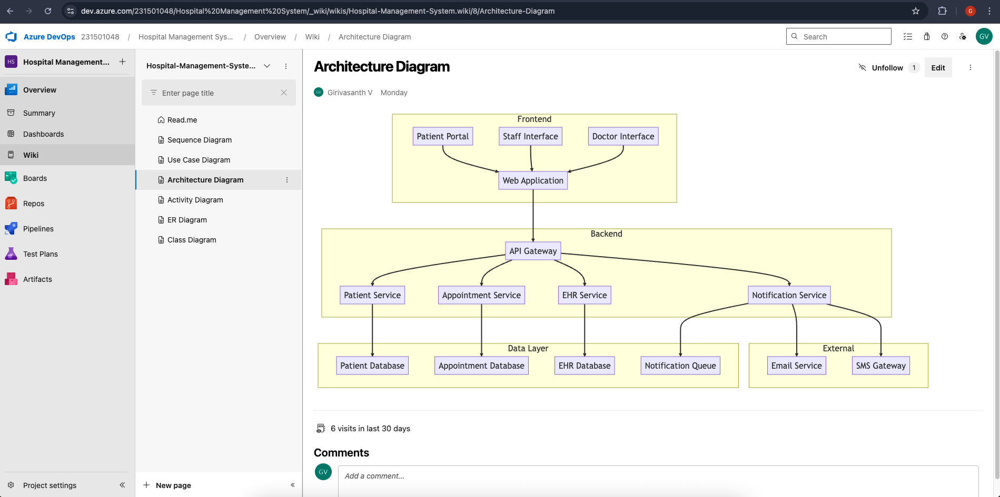 dev.azure.com/231501048/Hospital%20Management%20System/_wiki/wikis/Hospital-Management-System.wiki/8/Architecture-Diagram
G
Azure DevOps 231501048 / Hospital Management Sys... / Overview / Wiki / Architecture Diagram
Search
GV
HS Hospital Management...
Overview
Summary
Dashboards
Wiki
Boards
Repos
Pipelines
Test Plans
Artifacts
Project settings
Hospital-Management-Syste...
Enter page title
Read.me
Sequence Diagram
Use Case Diagram
Architecture Diagram
Activity Diagram
ER Diagram
Class Diagram
New page
Architecture Diagram
Unfollow 1 Edit
GV Girivasanth V Monday
Frontend
Patient Portal Staff Interface Doctor Interface
Web Application
Backend
API Gateway
Patient Service Appointment Service EHR Service Notification Service
Data Layer External
Patient Database Appointment Database EHR Database Notification Queue Email Service SMS Gateway
6 visits in last 30 days
Comments
GV Add a comment...